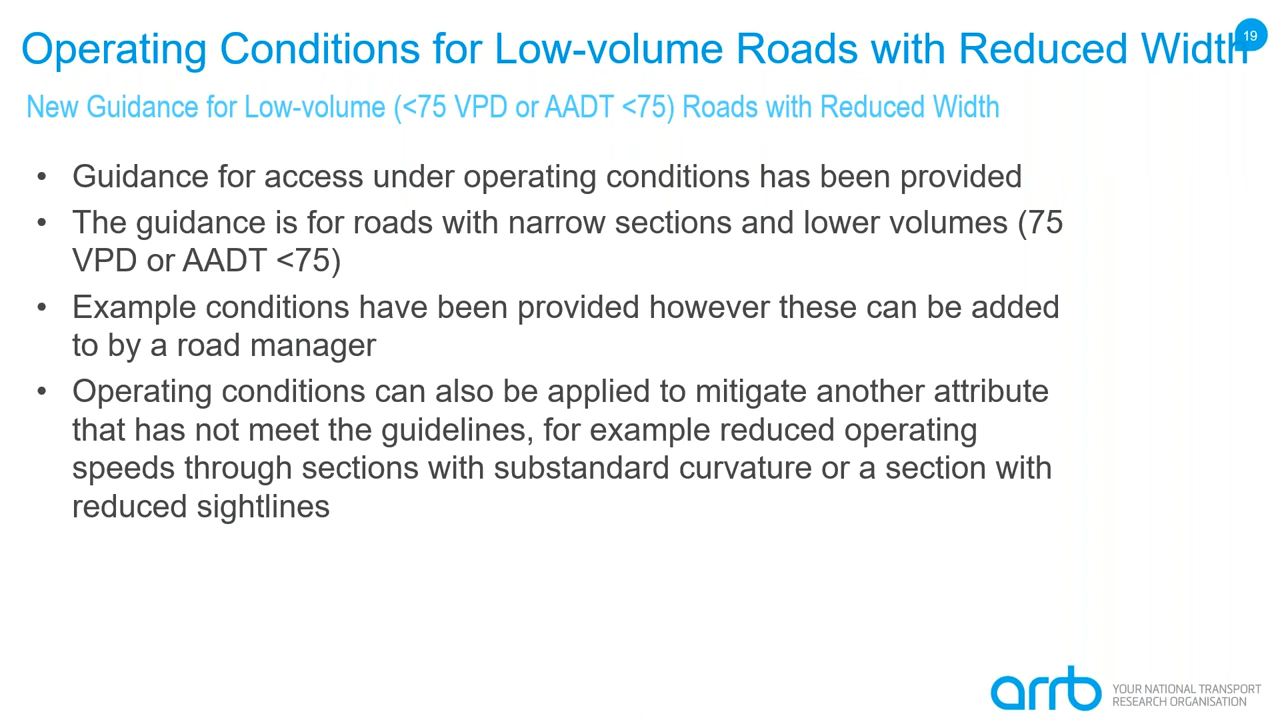 Operating Conditions for Low-volume Roads with Reduced Width
19
New Guidance for Low-volume (<75 VPD or AADT <75) Roads with Reduced Width
• Guidance for access under operating conditions has been provided
• The guidance is for roads with narrow sections and lower volumes (75
VPD or AADT <75)
• Example conditions have been provided however these can be added
to by a road manager
• Operating conditions can also be applied to mitigate another attribute
that has not meet the guidelines, for example reduced operating
speeds through sections with substandard curvature or a section with
reduced sightlines
arrb
YOUR NATIONAL TRANSPORT
RESEARCH ORGANISATION